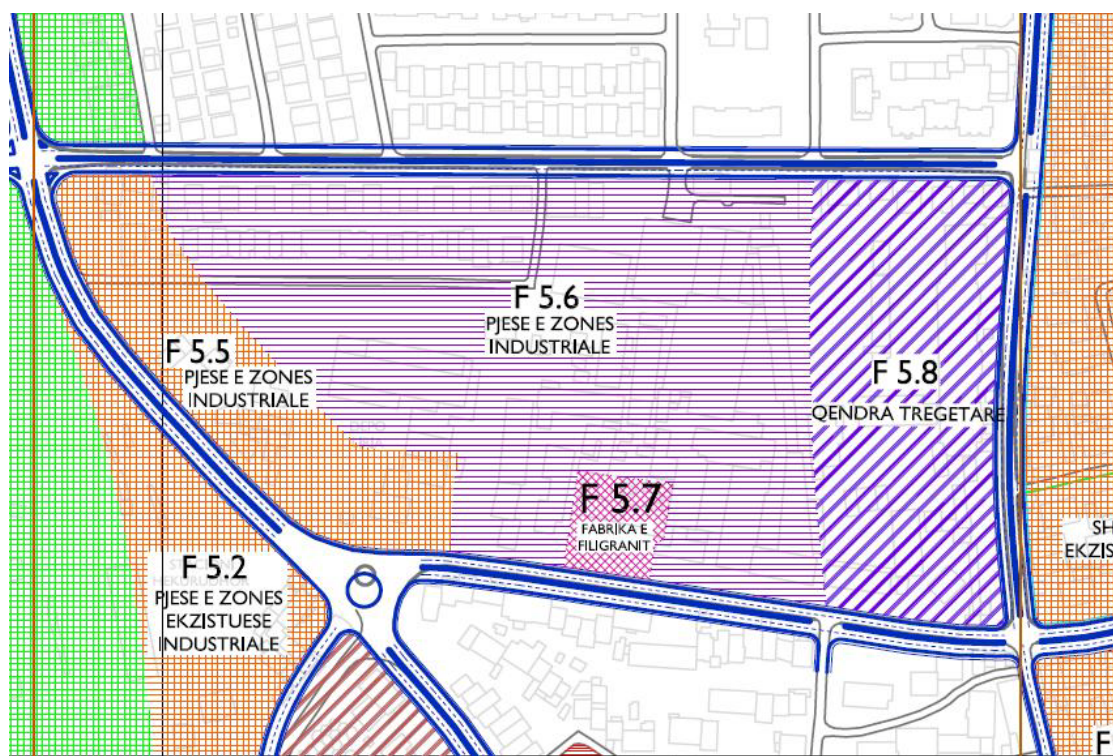 F 5.6
PJESE E ZONES
INDUSTRIALE
F 5.5
PJESE E ZONES
INDUSTRIALE
F 5.8
QENDRA TREGETARE
F 5.7
FABRIKA E
FILIGRANIT
F 5.2
PJESE E ZONES
EKZISTUESE
INDUSTRIALE
SH
EKZIS